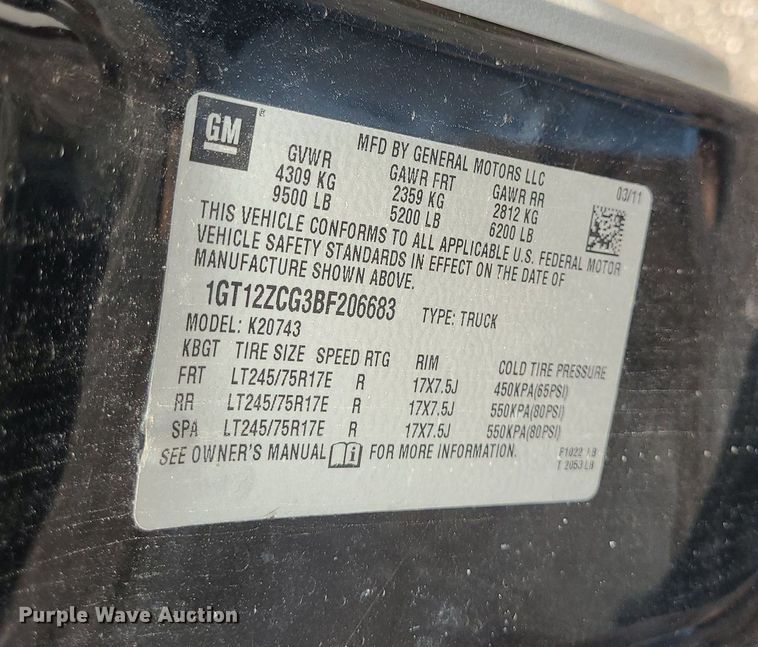 GM ®
MFD BY GENERAL MOTORS LLC
03/11
GVWR GAWR FRT GAWR RR
4309 KG 2359 KG 2812 KG
9500 LB 5200 LB 6200 LB
THIS VEHICLE CONFORMS TO ALL APPLICABLE U.S. FEDERAL MOTOR
VEHICLE SAFETY STANDARDS IN EFFECT ON THE DATE OF
MANUFACTURE SHOWN ABOVE.
1GT12ZCG3BF206683 TYPE: TRUCK
MODEL: K20743
KBGT TIRE SIZE SPEED RTG RIM COLD TIRE PRESSURE
FRT LT245/75R17E R 17X7.5J 450KPA(65PSI)
RR LT245/75R17E R 17X7.5J 550KPA(80PSI)
SPA LT245/75R17E R 17X7.5J 550KPA(80PSI)
SEE OWNER'S MANUAL i FOR MORE INFORMATION.
F1022 LB
T 2053 LB
Purple Wave Auction